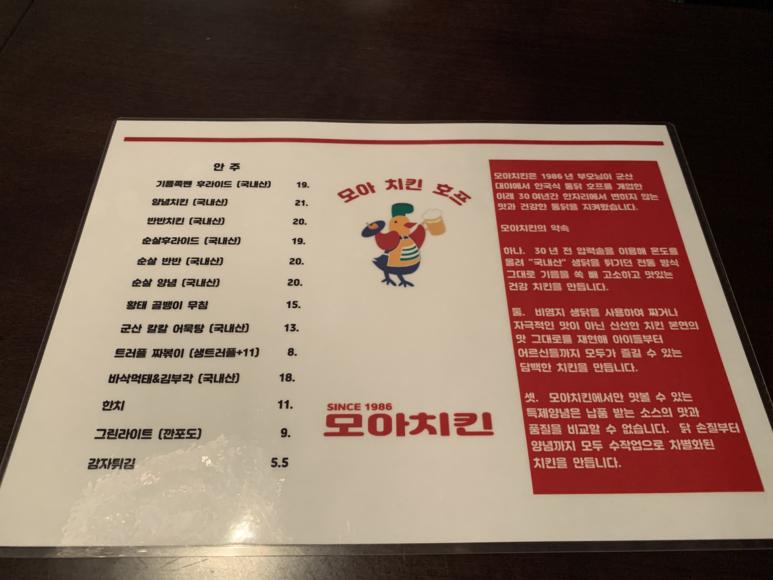 안 주
기름쪽뺀 후라이드 (국내산) 19.
양념치킨 (국내산) 21.
반반치킨 (국내산) 20.
순살후라이드 (국내산) 19.
순살 반반 (국내산) 20.
순살 양념 (국내산) 20.
황태 골뱅이 무침 15.
군산 칼칼 어묵탕 (국내산) 13.
트러플 짜볶이 (생트러플+11) 8.
바삭먹태&김부각 (국내산) 18.
한치 11.
그린라이트 (깐포도) 9.
감자튀김 5.5
모아 치킨 호프
SINCE 1986
모아치킨
모아치킨은 1986년 부모님이 군산
대야에서 한국식 통닭 호프를 개업한
이래 30여년간 한자리에서 변하지 않는
맛과 건강한 통닭을 지켜왔습니다.
모아치킨의 약속
하나. 30년 전 압력솥을 이용해 온도를
올려 "국내산" 생닭을 튀기던 전통 방식
그대로 기름을 쏙 빼 고소하고 맛있는
건강 치킨을 만듭니다.
둘. 비염지 생닭을 사용하여 짜거나
자극적인 맛이 아닌 신선한 치킨 본연의
맛 그대로를 재현해 아이들부터
어르신들까지 모두가 즐길 수 있는
담백한 치킨을 만듭니다.
셋. 모아치킨에서만 맛볼 수 있는
특제양념은 납품 받는 소스의 맛과
품질을 비교할 수 없습니다. 닭 손질부터
양념까지 모두 수작업으로 차별화된
치킨을 만듭니다.